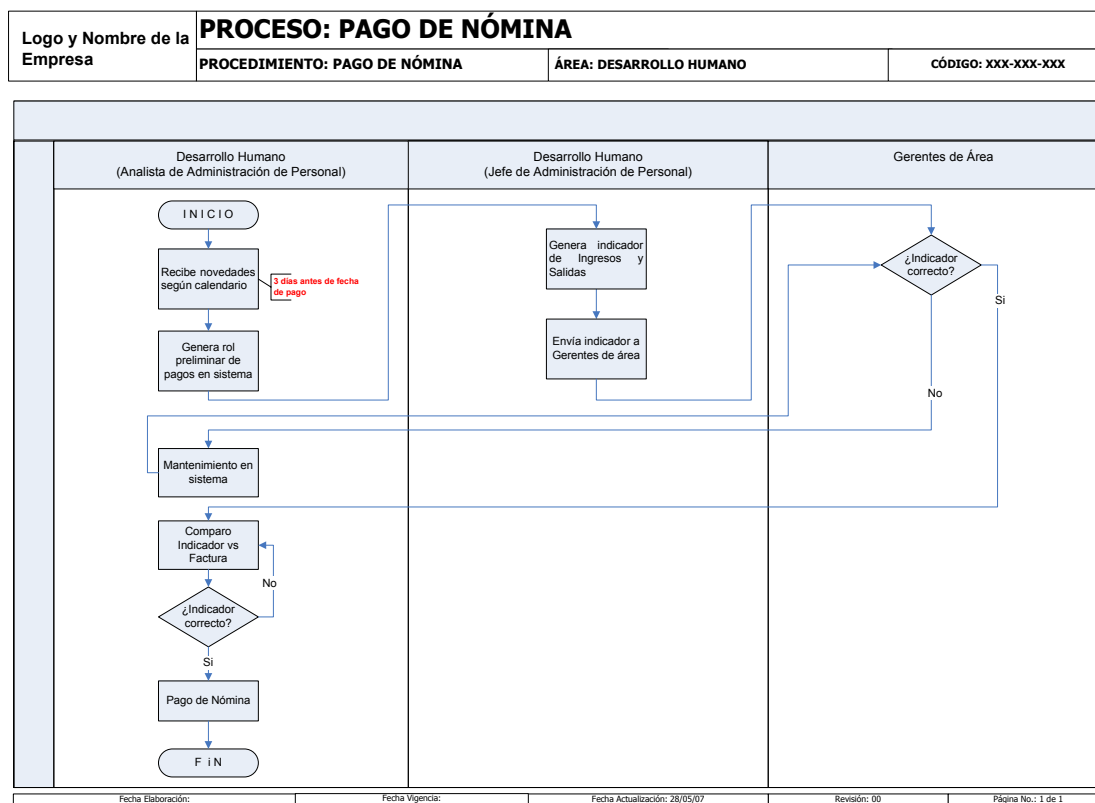 Logo y Nombre de la
Empresa
PROCESO: PAGO DE NÓMINA
PROCEDIMIENTO: PAGO DE NÓMINA
ÁREA: DESARROLLO HUMANO
CÓDIGO: XXX-XXX-XXX
Desarrollo Humano
(Analista de Administración de Personal)
Desarrollo Humano
(Jefe de Administración de Personal)
Gerentes de Área
I N I C I O
Recibe novedades
según calendario
3 días antes de fecha
de pago
Genera rol
preliminar de
pagos en sistema
Genera indicador
de Ingresos y
Salidas
Envía indicador a
Gerentes de área
¿Indicador
correcto?
Si
No
Mantenimiento en
sistema
Comparo
Indicador vs
Factura
No
¿Indicador
correcto?
Si
Pago de Nómina
F i N
Fecha Elaboración:
Fecha Vigencia:
Fecha Actualización: 28/05/07
Revisión: 00
Página No.: 1 de 1